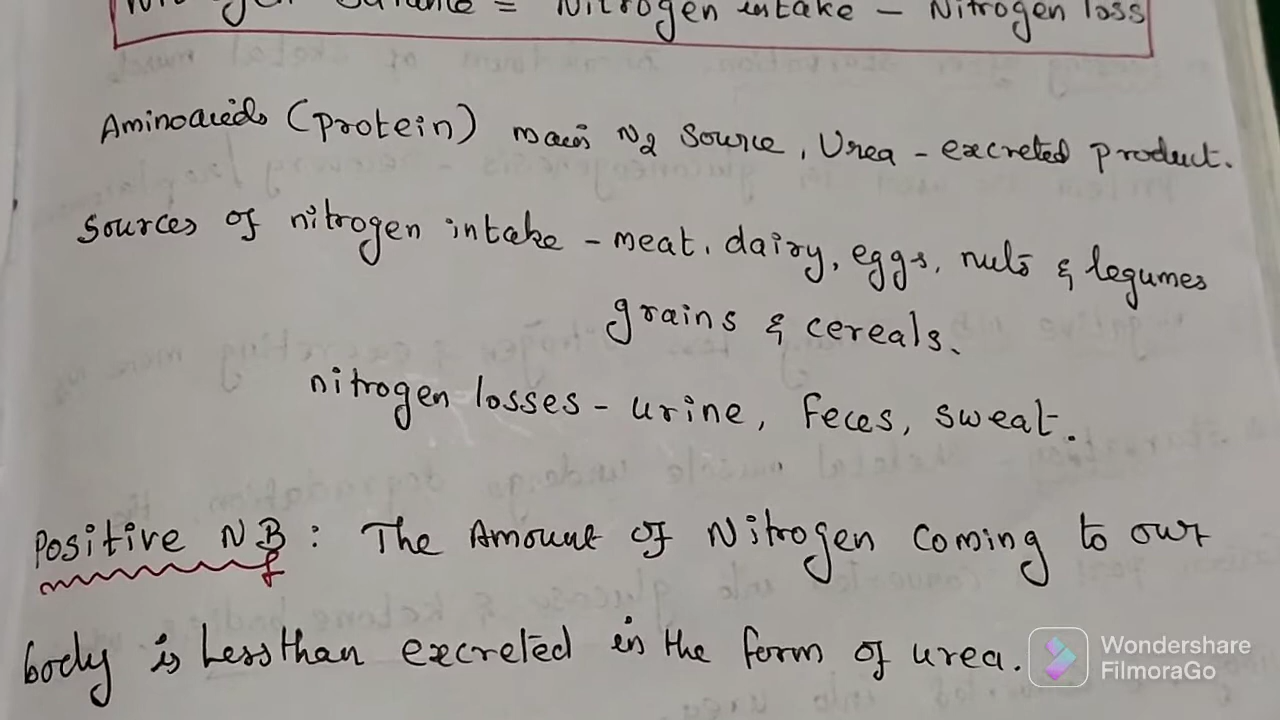 Nitrogen Balance = Nitrogen intake - Nitrogen loss
Aminoacids (protein) main N2 source, Urea - excreted product.
Sources of nitrogen intake - meat, dairy, eggs, nuts & legumes
grains & cereals.
nitrogen losses - urine, Feces, sweat.
Positive NB : The Amount of Nitrogen coming to our
body is Less than excreted in the form of urea.
Wondershare
FilmoraGo